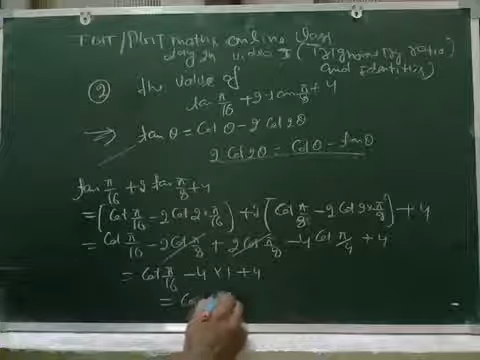 maths online class
day 24 video I (Trigonometry ratio
and Identities)
② The value of
tan π/16 + 2 tan π/8 + 4
⇒ tan θ = Cot θ - 2 Cot 2θ
2 Cot 2θ = Cot θ - tan θ
tan π/16 + 2 tan π/8 + 4
= (Cot π/16 - 2 Cot 2×π/16) + 2 (Cot π/8 - 2 Cot 2×π/8) + 4
= Cot π/16 - 2 Cot π/8 + 2 Cot π/8 - 4 Cot π/4 + 4
= Cot π/16 - 4 × 1 + 4
= Co